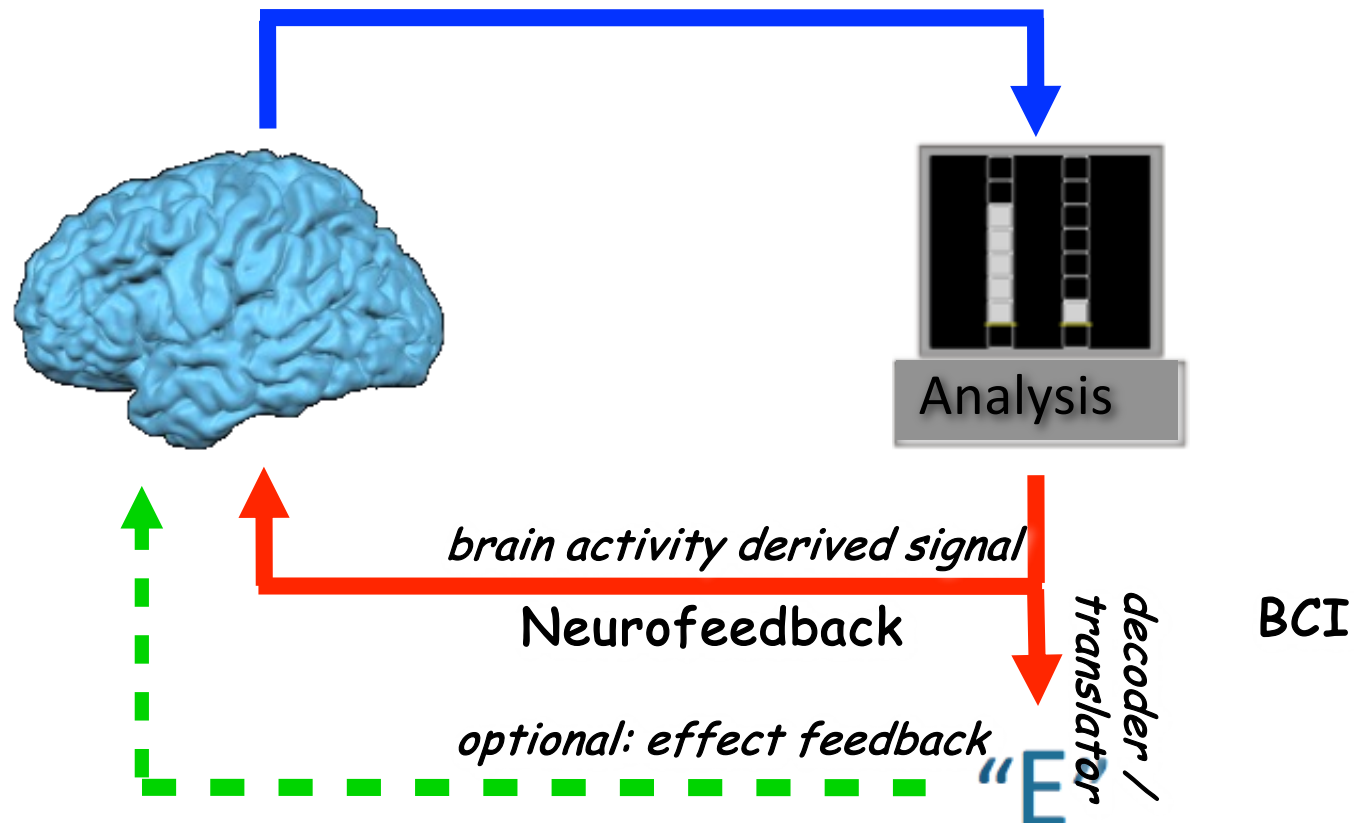 Analysis
brain activity derived signal
Neurofeedback
decoder /
translator
BCI
optional: effect feedback
“E”